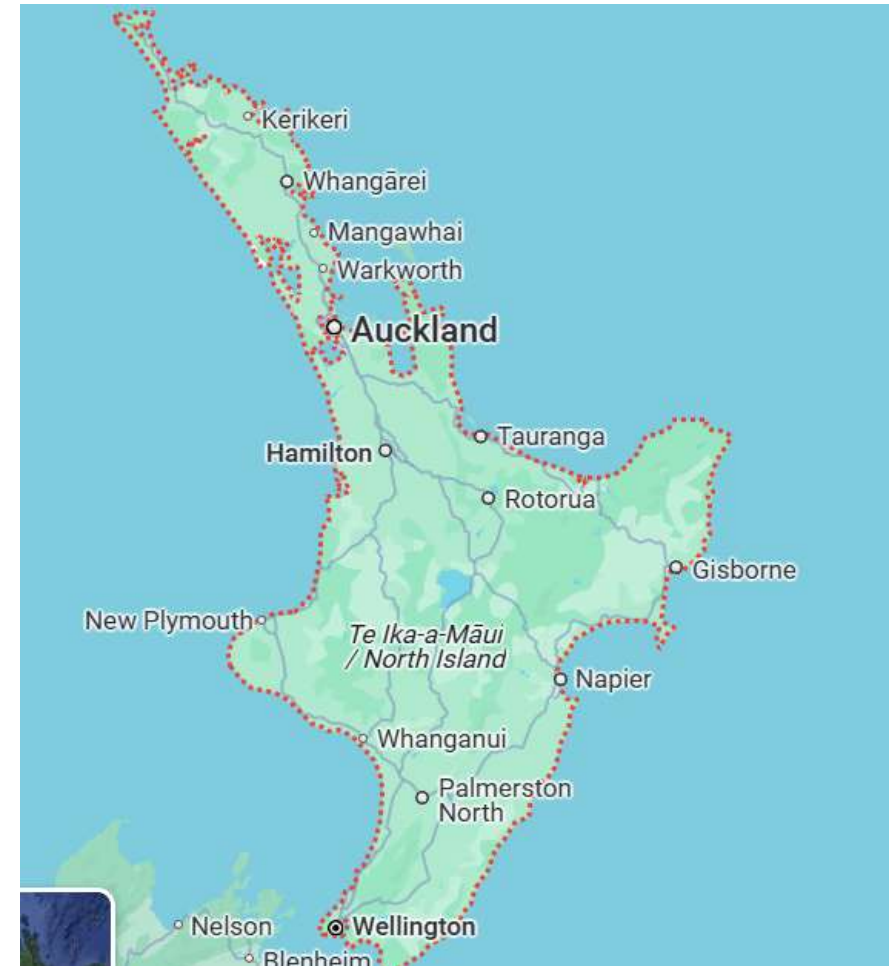 Kerikeri
Whangārei
Mangawhai
Warkworth
Auckland
Tauranga
Hamilton
Rotorua
Gisborne
New Plymouth
Te Ika-a-Māui
/ North Island
Napier
Whanganui
Palmerston
North
Nelson
Wellington
Blenheim